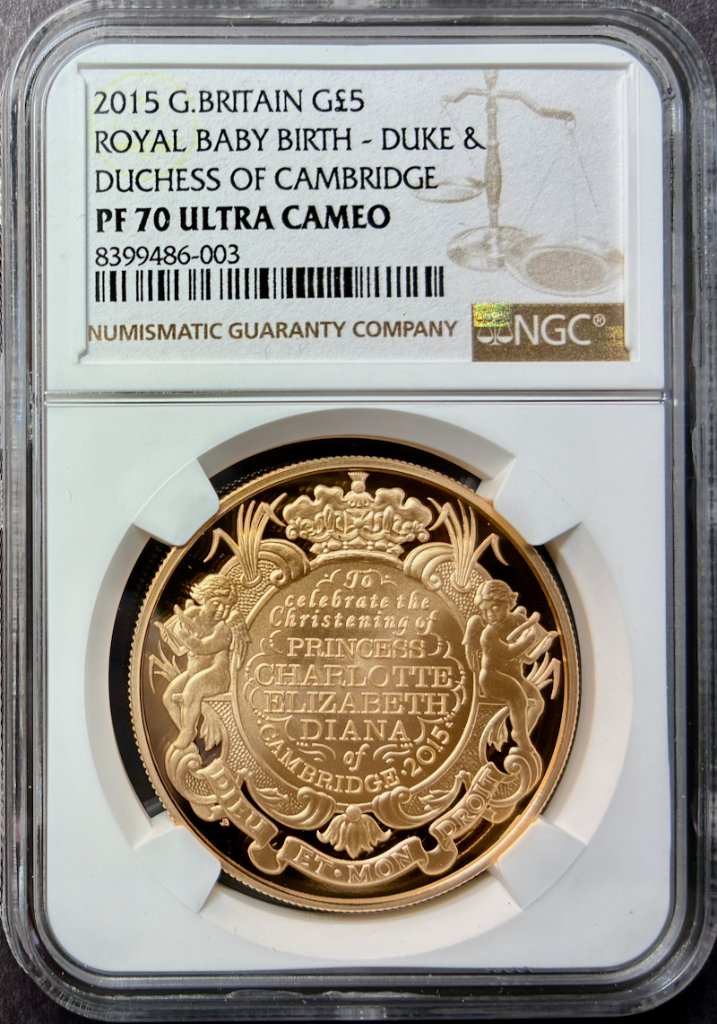 2015 G.BRITAIN G£5
ROYAL BABY BIRTH - DUKE &
DUCHESS OF CAMBRIDGE
PF 70 ULTRA CAMEO
8399486-003
NUMISMATIC GUARANTY COMPANY
NGC®
To
celebrate the
Christening of
PRINCESS
CHARLOTTE
ELIZABETH
DIANA
of
CAMBRIDGE·2015
DIEU ET·MON DROIT